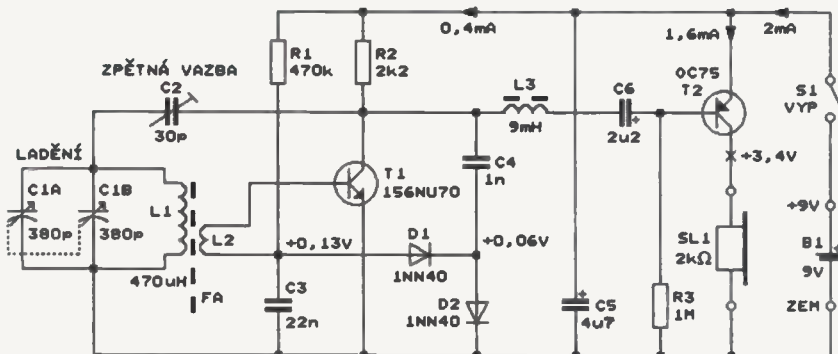 0,4mA
1,6mA
2mA
R1
470k
R2
2k2
ZPĚTNÁ VAZBA
C2
30p
L3
9mH
C6
+
2u2
OC75
T2
S1
VYP
LADĚNÍ
C1A
380p
C1B
380p
L1
L2
470uH
FA
T1
156NU70
C4
1n
+3,4V
+0,13V
D1
1NN40
+0,06V
+9V
SL1
2kΩ
B1
+
9V
C3
22n
D2
1NN40
+
C5
4u7
R3
1M
ZEM